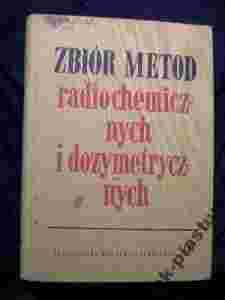 ZBIÓR METOD
radiochemicz-
nych
i dozymetrycz-
nych